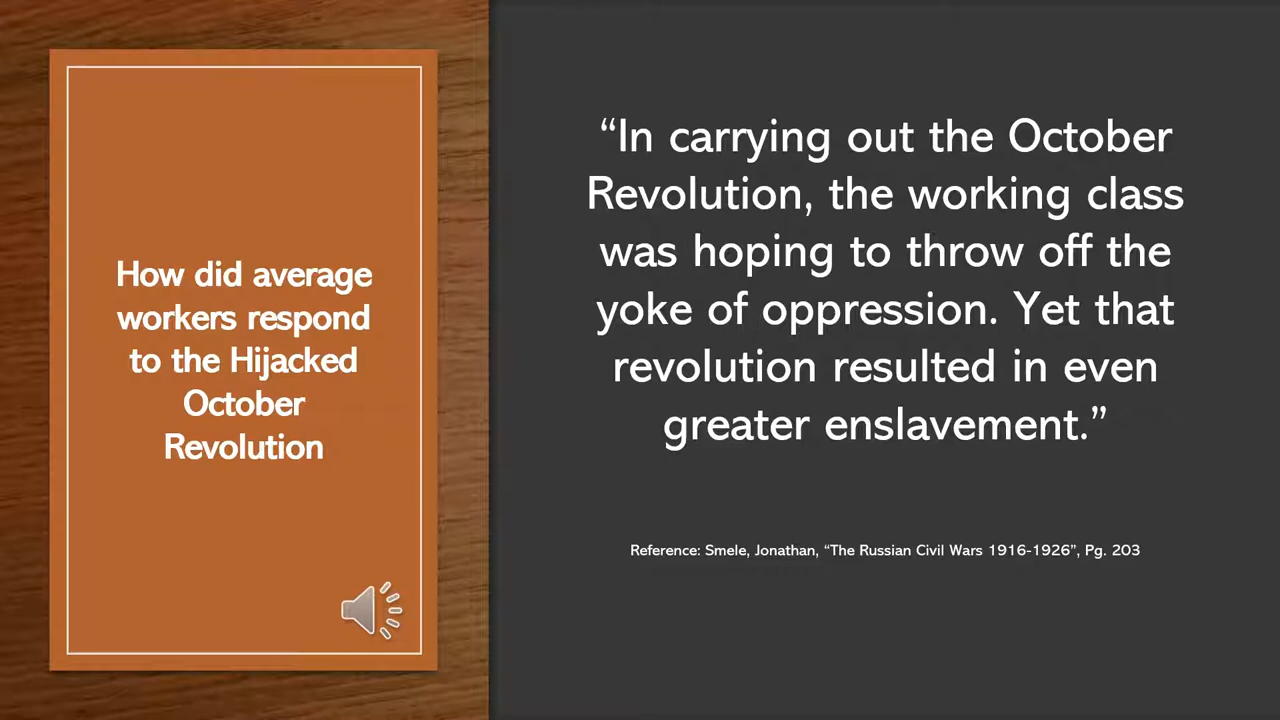 How did average
workers respond
to the Hijacked
October
Revolution
“In carrying out the October
Revolution, the working class
was hoping to throw off the
yoke of oppression. Yet that
revolution resulted in even
greater enslavement.”
Reference: Smele, Jonathan, “The Russian Civil Wars 1916-1926”, Pg. 203